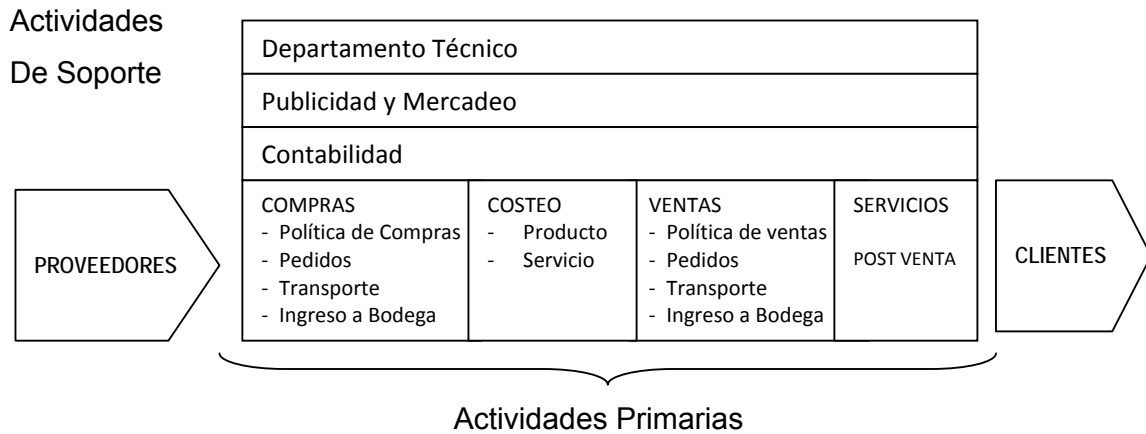 Actividades
De Soporte
Departamento Técnico
Publicidad y Mercadeo
Contabilidad
PROVEEDORES
COMPRAS
- Política de Compras
- Pedidos
- Transporte
- Ingreso a Bodega
COSTEO
- Producto
- Servicio
VENTAS
- Política de ventas
- Pedidos
- Transporte
- Ingreso a Bodega
SERVICIOS
POST VENTA
CLIENTES
Actividades Primarias